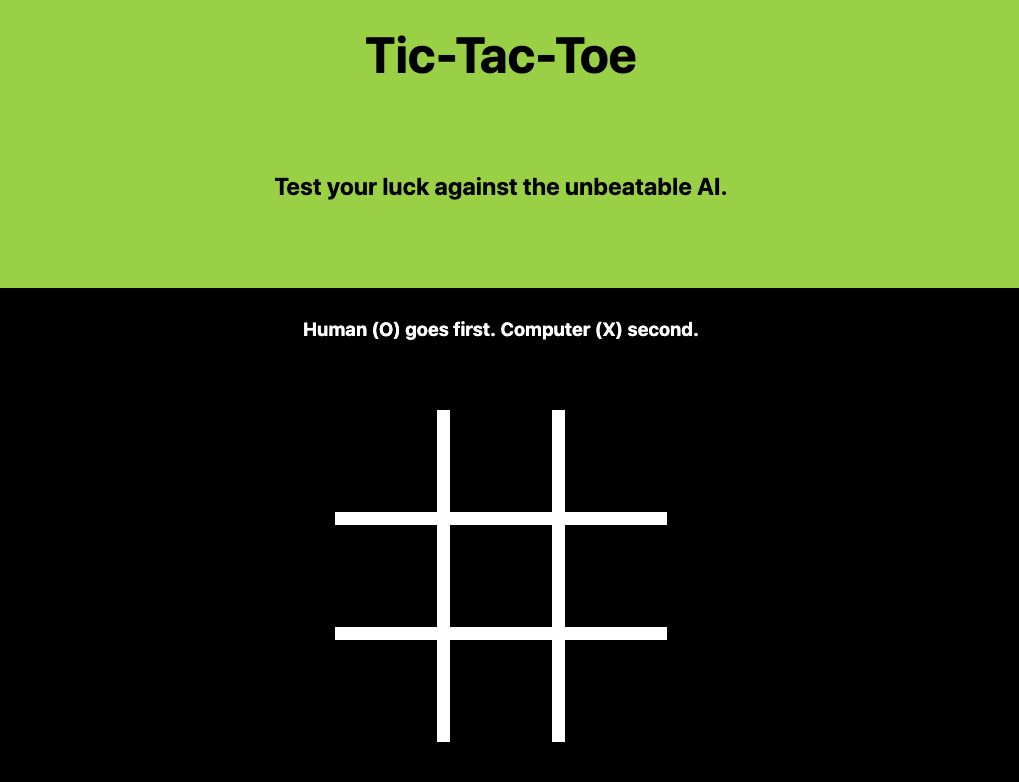 Tic-Tac-Toe
Test your luck against the unbeatable AI.
Human (O) goes first. Computer (X) second.